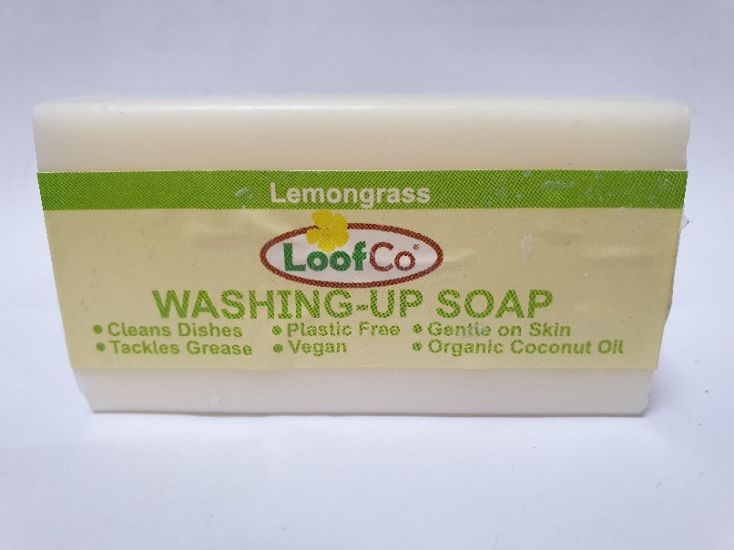 Lemongrass
LoofCo®
WASHING-UP SOAP
• Cleans Dishes • Plastic Free • Gentle on Skin
• Tackles Grease • Vegan • Organic Coconut Oil